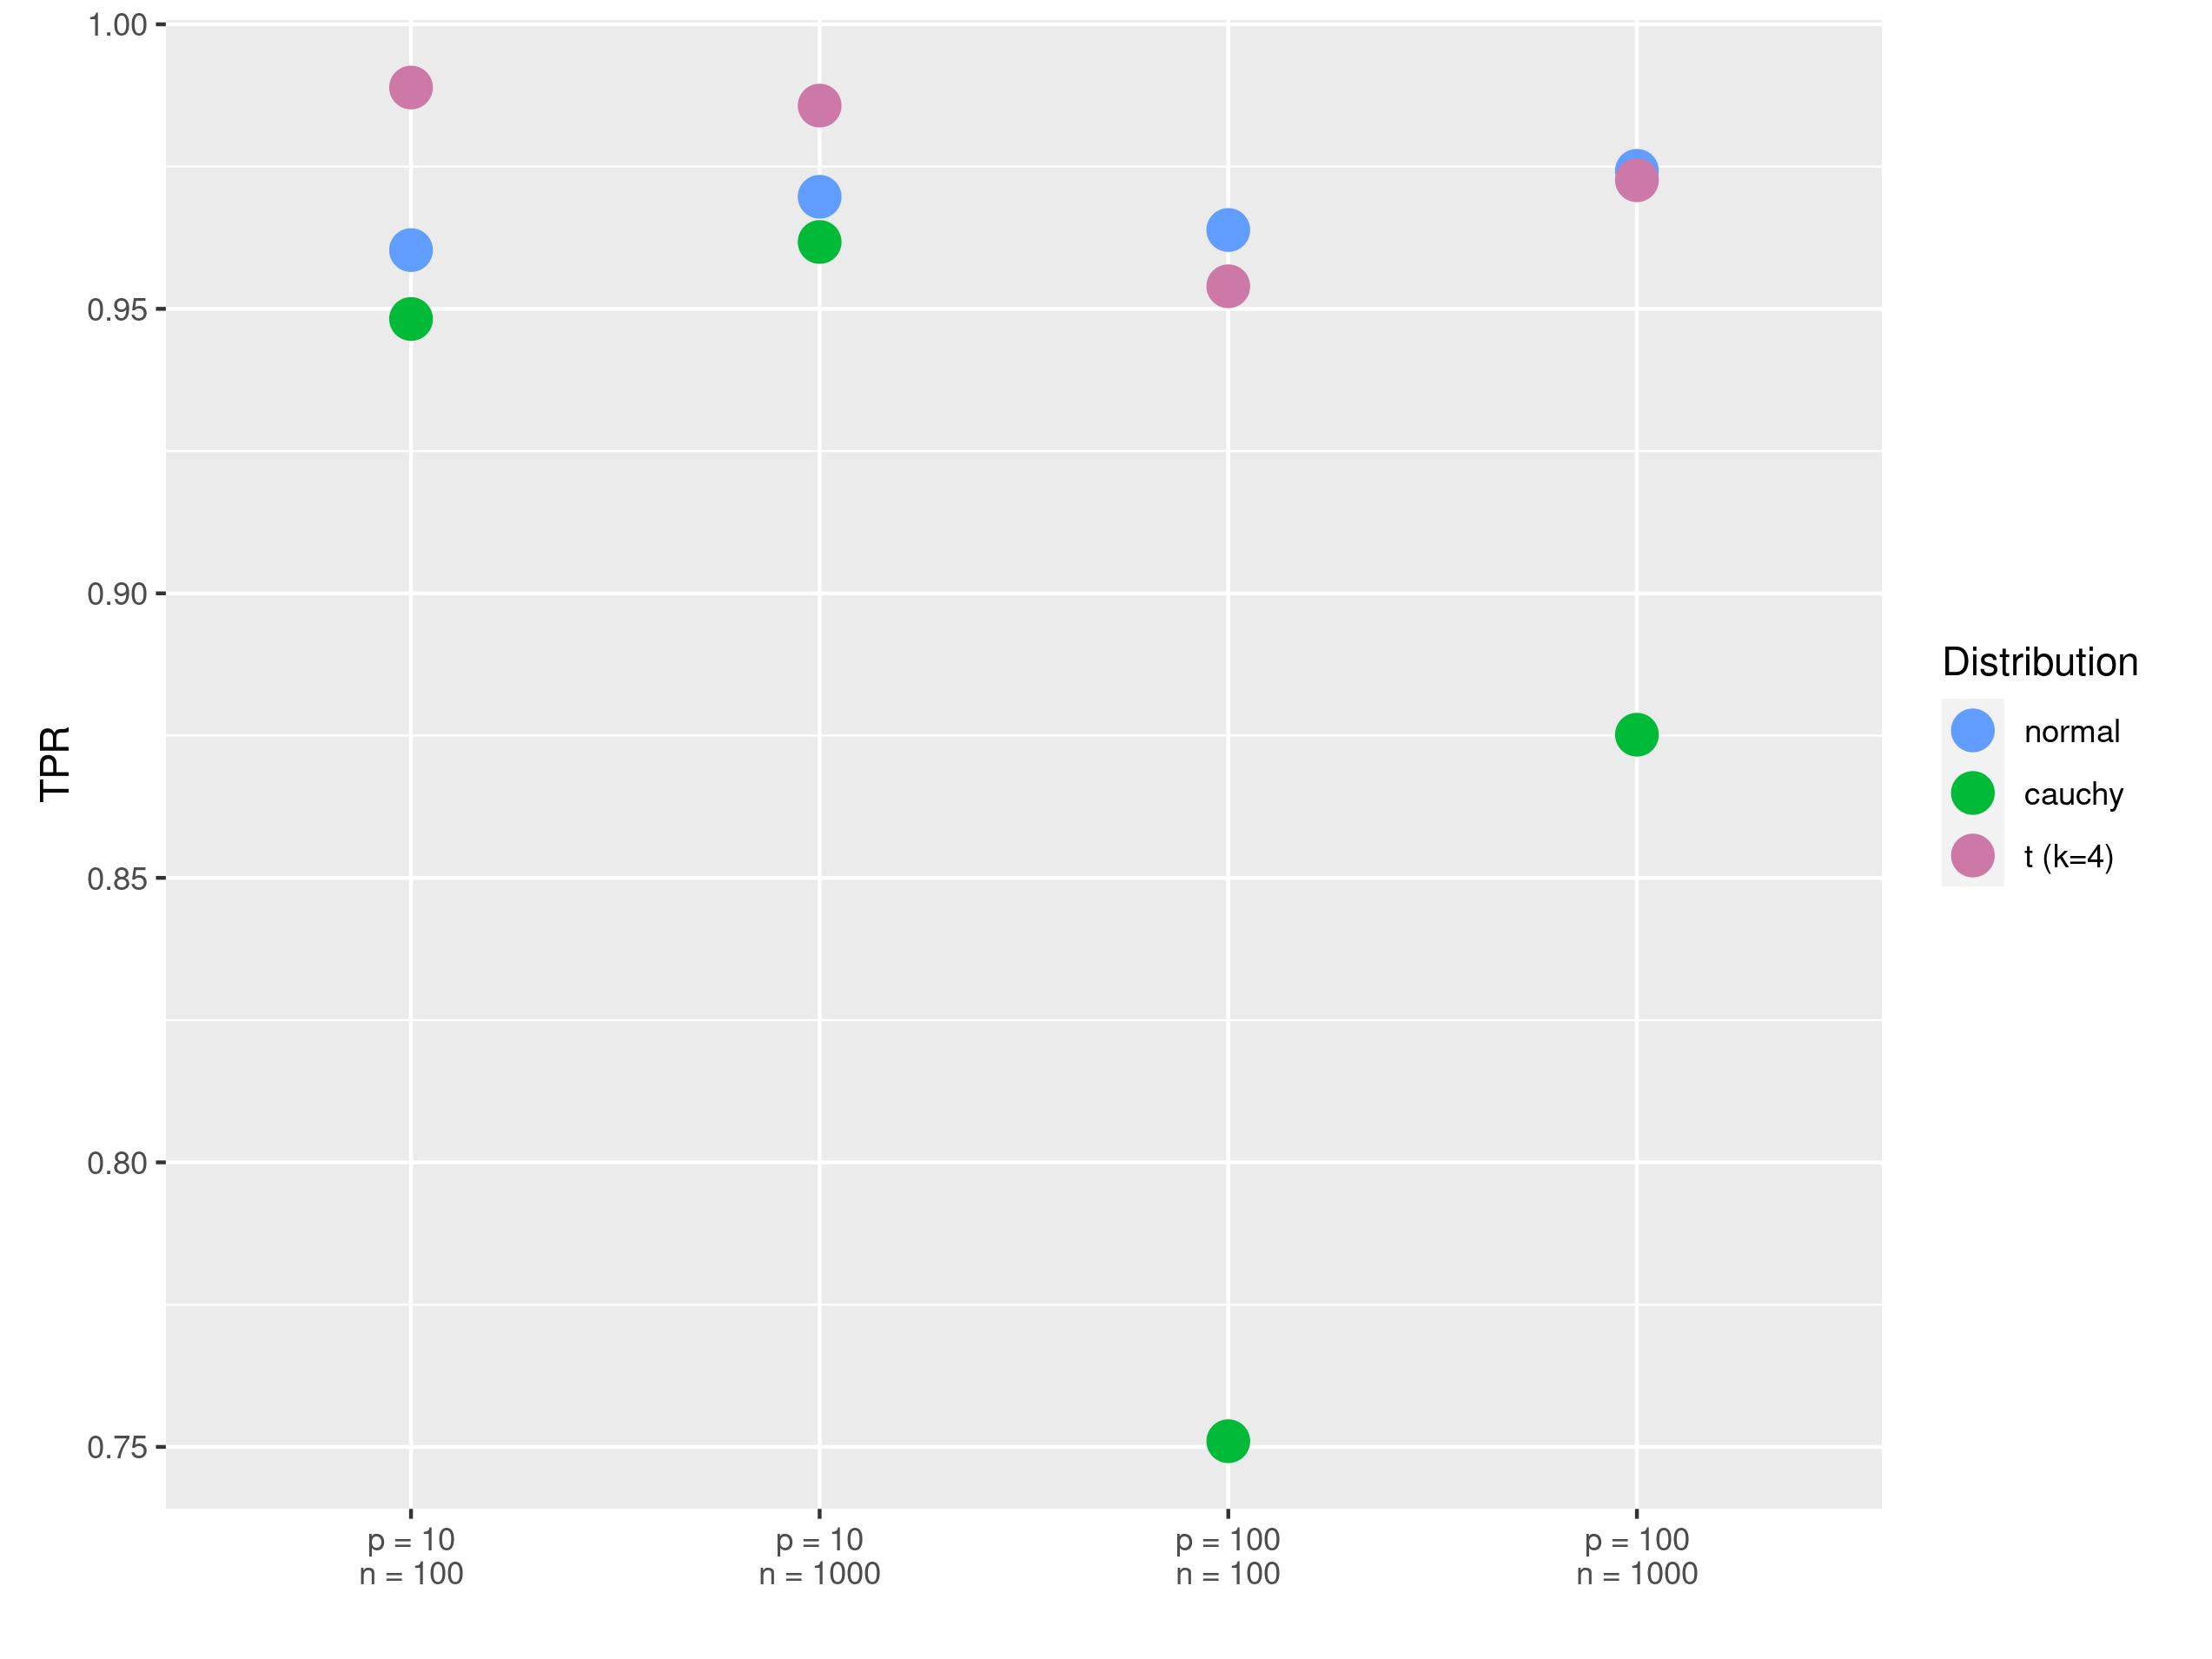 1.00
0.95
0.90
0.85
0.80
0.75
TPR
p = 10
n = 100
p = 10
n = 1000
p = 100
n = 100
p = 100
n = 1000
Distribution
normal
cauchy
t (k=4)